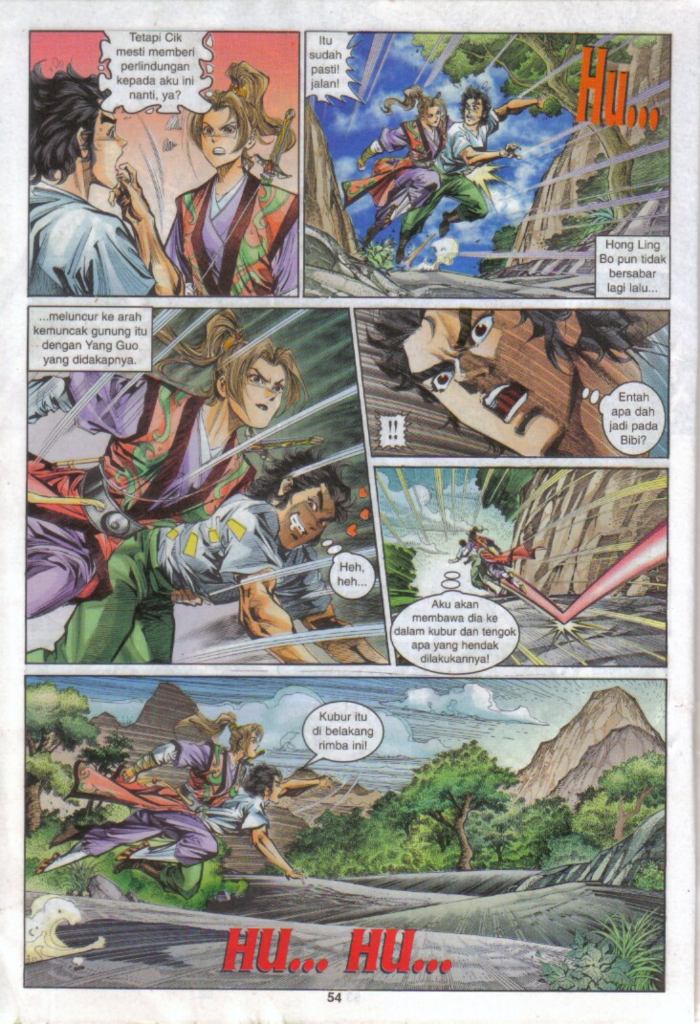 Tetapi Cik
mesti memberi
perlindungan
kepada aku ini
nanti, ya?
Itu
sudah
pasti!
jalan!
HU...
Hong Ling
Bo pun tidak
bersabar
lagi lalu...
...meluncur ke arah
kemuncak gunung itu
dengan Yang Guo
yang didakapnya.
Heh,
heh...
!!
Entah
apa dah
jadi pada
Bibi?
Aku akan
membawa dia ke
dalam kubur dan tengok
apa yang hendak
dilakukannya!
Kubur itu
di belakang
rimba ini!
HU... HU...
54